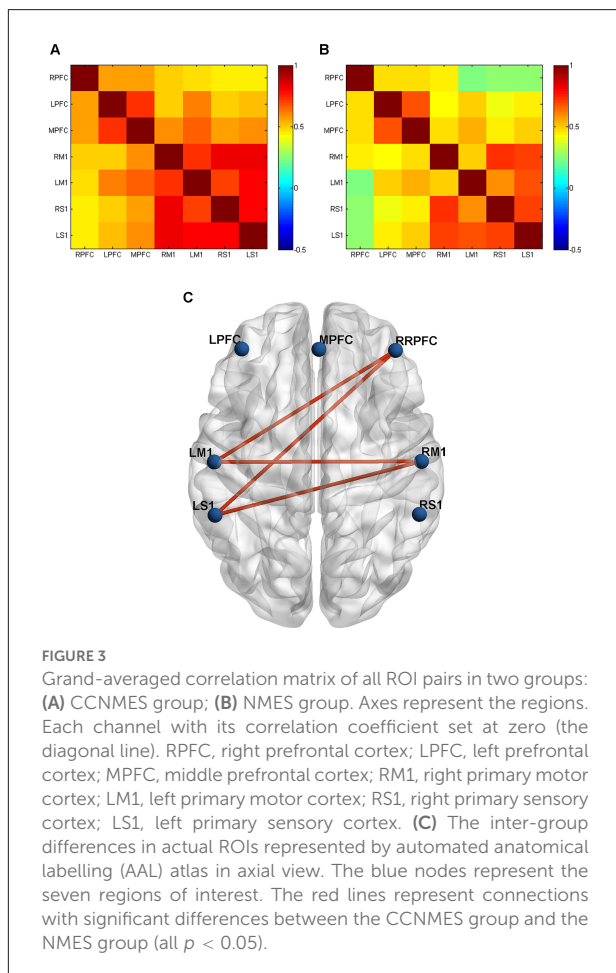 A
B
RPFC
LPFC
MPFC
RM1
LM1
RS1
LS1
RPFC LPFC MPFC RM1 LM1 RS1 LS1
1
0.5
0
-0.5
RPFC
LPFC
MPFC
RM1
LM1
RS1
LS1
RPFC LPFC MPFC RM1 LM1 RS1 LS1
1
0.5
0
-0.5
C
LPFC MPFC RRPFC
LM1 RM1
LS1 RS1
FIGURE 3
Grand-averaged correlation matrix of all ROI pairs in two groups:
(A) CCNMES group; (B) NMES group. Axes represent the regions.
Each channel with its correlation coefficient set at zero (the
diagonal line). RPFC, right prefrontal cortex; LPFC, left prefrontal
cortex; MPFC, middle prefrontal cortex; RM1, right primary motor
cortex; LM1, left primary motor cortex; RS1, right primary sensory
cortex; LS1, left primary sensory cortex. (C) The inter-group
differences in actual ROIs represented by automated anatomical
labelling (AAL) atlas in axial view. The blue nodes represent the
seven regions of interest. The red lines represent connections
with significant differences between the CCNMES group and the
NMES group (all p < 0.05).